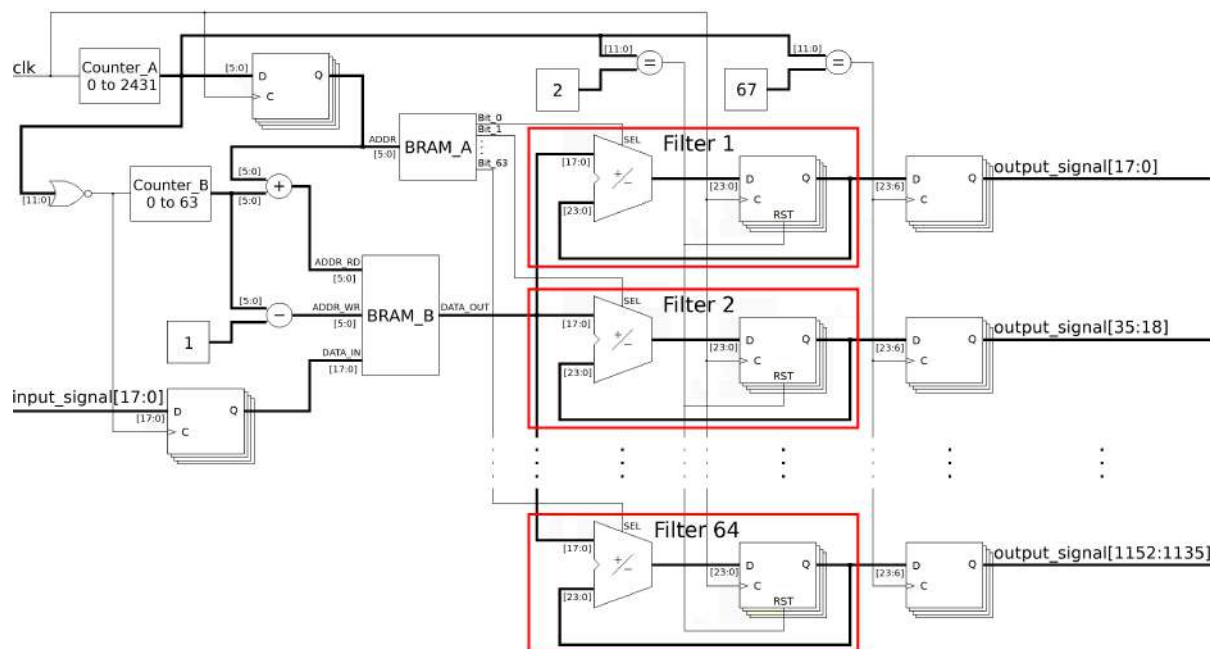 clk
Counter_A
0 to 2431
[5:0]
D
Q
C
[11:0]
=
2
[11:0]
=
67
ADDR
[5:0]
BRAM_A
Bit_0
Bit_1
Bit_63
[11:0]
Counter_B
0 to 63
[5:0]
[5:0]
+
ADDR_RD
[5:0]
[5:0]
−
1
ADDR_WR
[5:0]
BRAM_B
DATA_OUT
DATA_IN
[17:0]
input_signal[17:0]
[17:0]
D
Q
C
Filter 1
SEL
[17:0]
+/−
[23:0]
[23:0]
D
Q
C
RST
[23:6]
D
Q
C
output_signal[17:0]
Filter 2
SEL
[17:0]
+/−
[23:0]
[23:0]
D
Q
C
RST
[23:6]
D
Q
C
output_signal[35:18]
Filter 64
SEL
[17:0]
+/−
[23:0]
[23:0]
D
Q
C
RST
[23:6]
D
Q
C
output_signal[1152:1135]